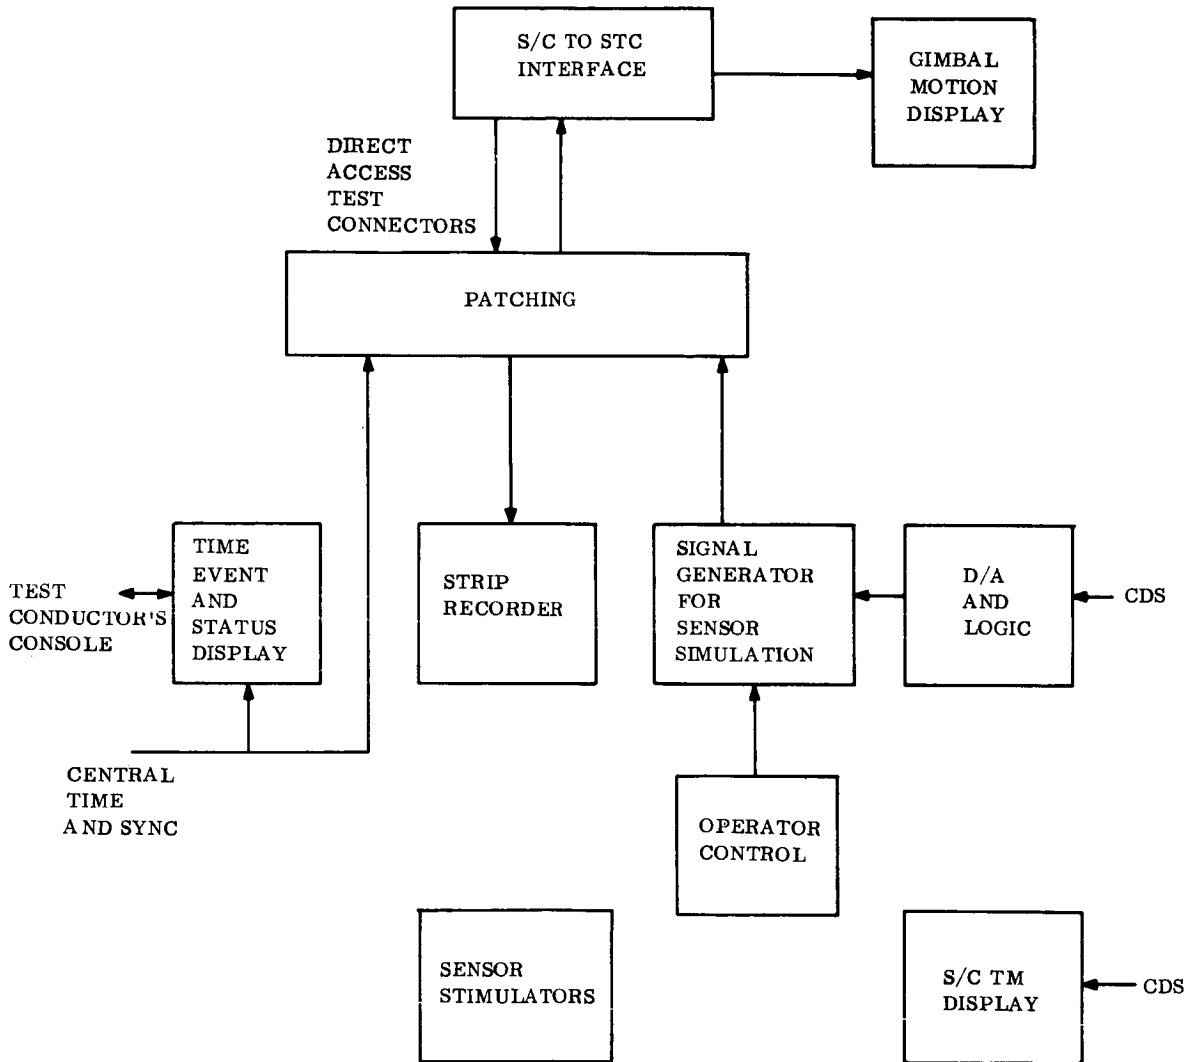 S/C TO STC
INTERFACE
GIMBAL
MOTION
DISPLAY
DIRECT
ACCESS
TEST
CONNECTORS
PATCHING
TIME
EVENT
AND
STATUS
DISPLAY
TEST
CONDUCTOR'S
CONSOLE
STRIP
RECORDER
SIGNAL
GENERATOR
FOR
SENSOR
SIMULATION
D/A
AND
LOGIC
CDS
CENTRAL
TIME
AND SYNC
OPERATOR
CONTROL
SENSOR
STIMULATORS
S/C TM
DISPLAY
CDS